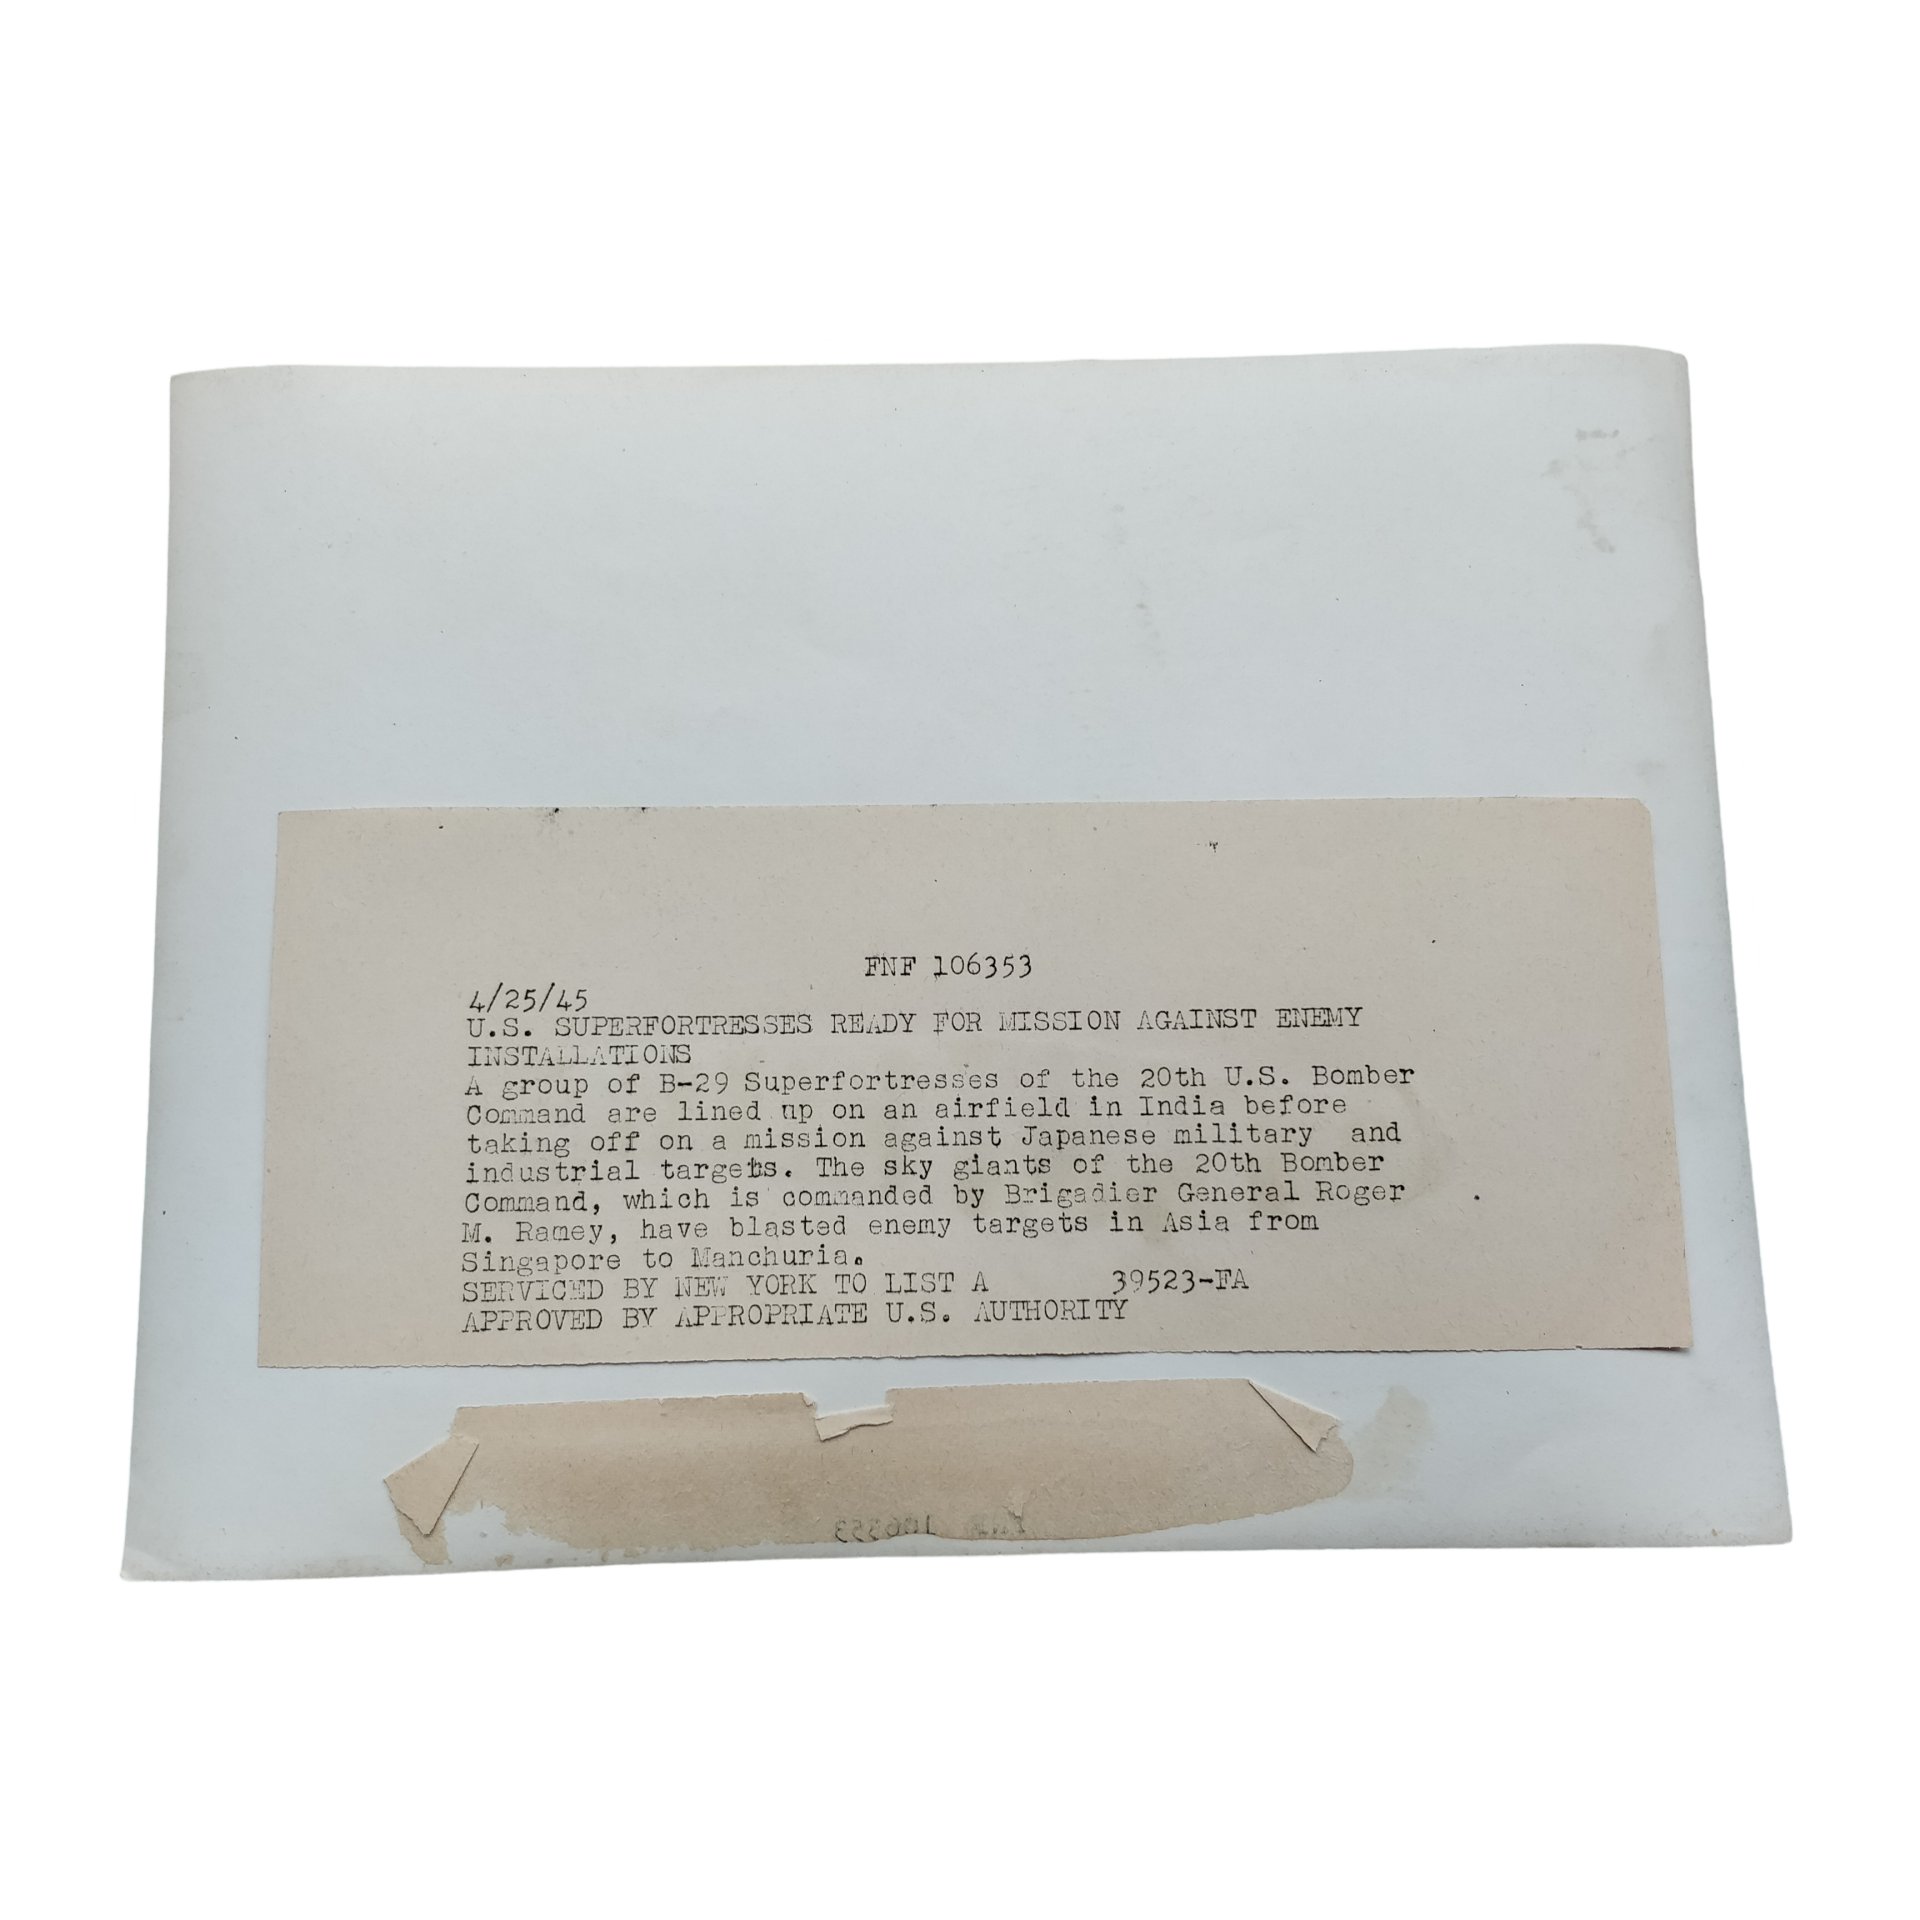 FNF 106353
4/25/45
U.S. SUPERFORTRESSES READY FOR MISSION AGAINST ENEMY
INSTALLATIONS
A group of B-29 Superfortresses of the 20th U.S. Bomber
Command are lined up on an airfield in India before
taking off on a mission against Japanese military and
industrial targets. The sky giants of the 20th Bomber
Command, which is commanded by Brigadier General Roger
M. Ramey, have blasted enemy targets in Asia from
Singapore to Manchuria.
SERVICED BY NEW YORK TO LIST A 39523-FA
APPROVED BY APPROPRIATE U.S. AUTHORITY
106353